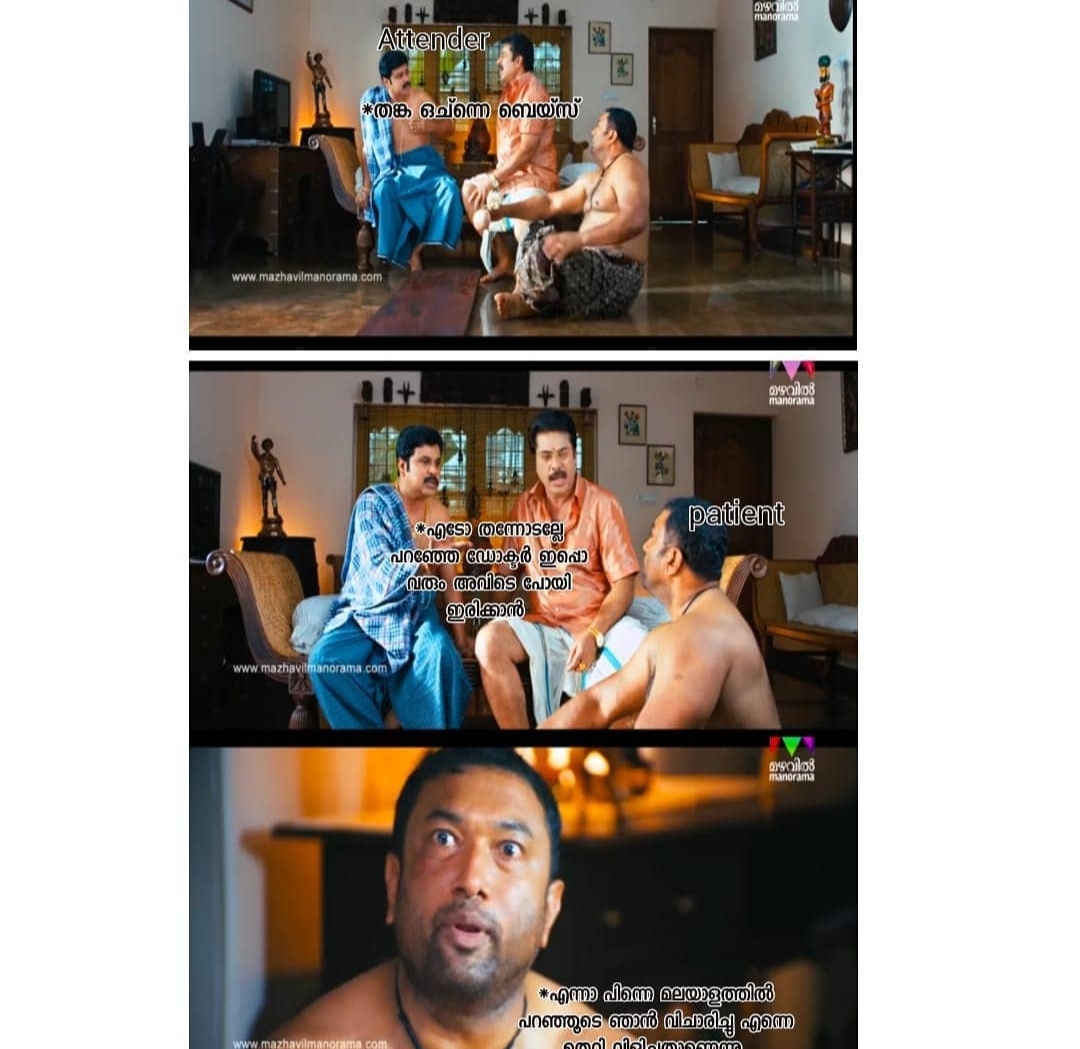 മഴവിൽ
manorama
Attender
*തങ്ക ഒച്ന്നെ ബെയ്സ്
www.mazhavilmanorama.com
മഴവിൽ
manorama
patient
*എടോ തന്നോടല്ലേ
പറഞ്ഞേ ഡോക്ടർ ഇപ്പൊ
വരും അവിടെ പോയി
ഇരിക്കാൻ
www.mazhavilmanorama.com
മഴവിൽ
manorama
*എന്നാ പിന്നെ മലയാളത്തിൽ
പറഞ്ഞൂടെ ഞാൻ വിചാരിച്ചു എന്നെ
തെറി വിളിച്ചതാണെന്നു
www.mazhavilmanorama.com